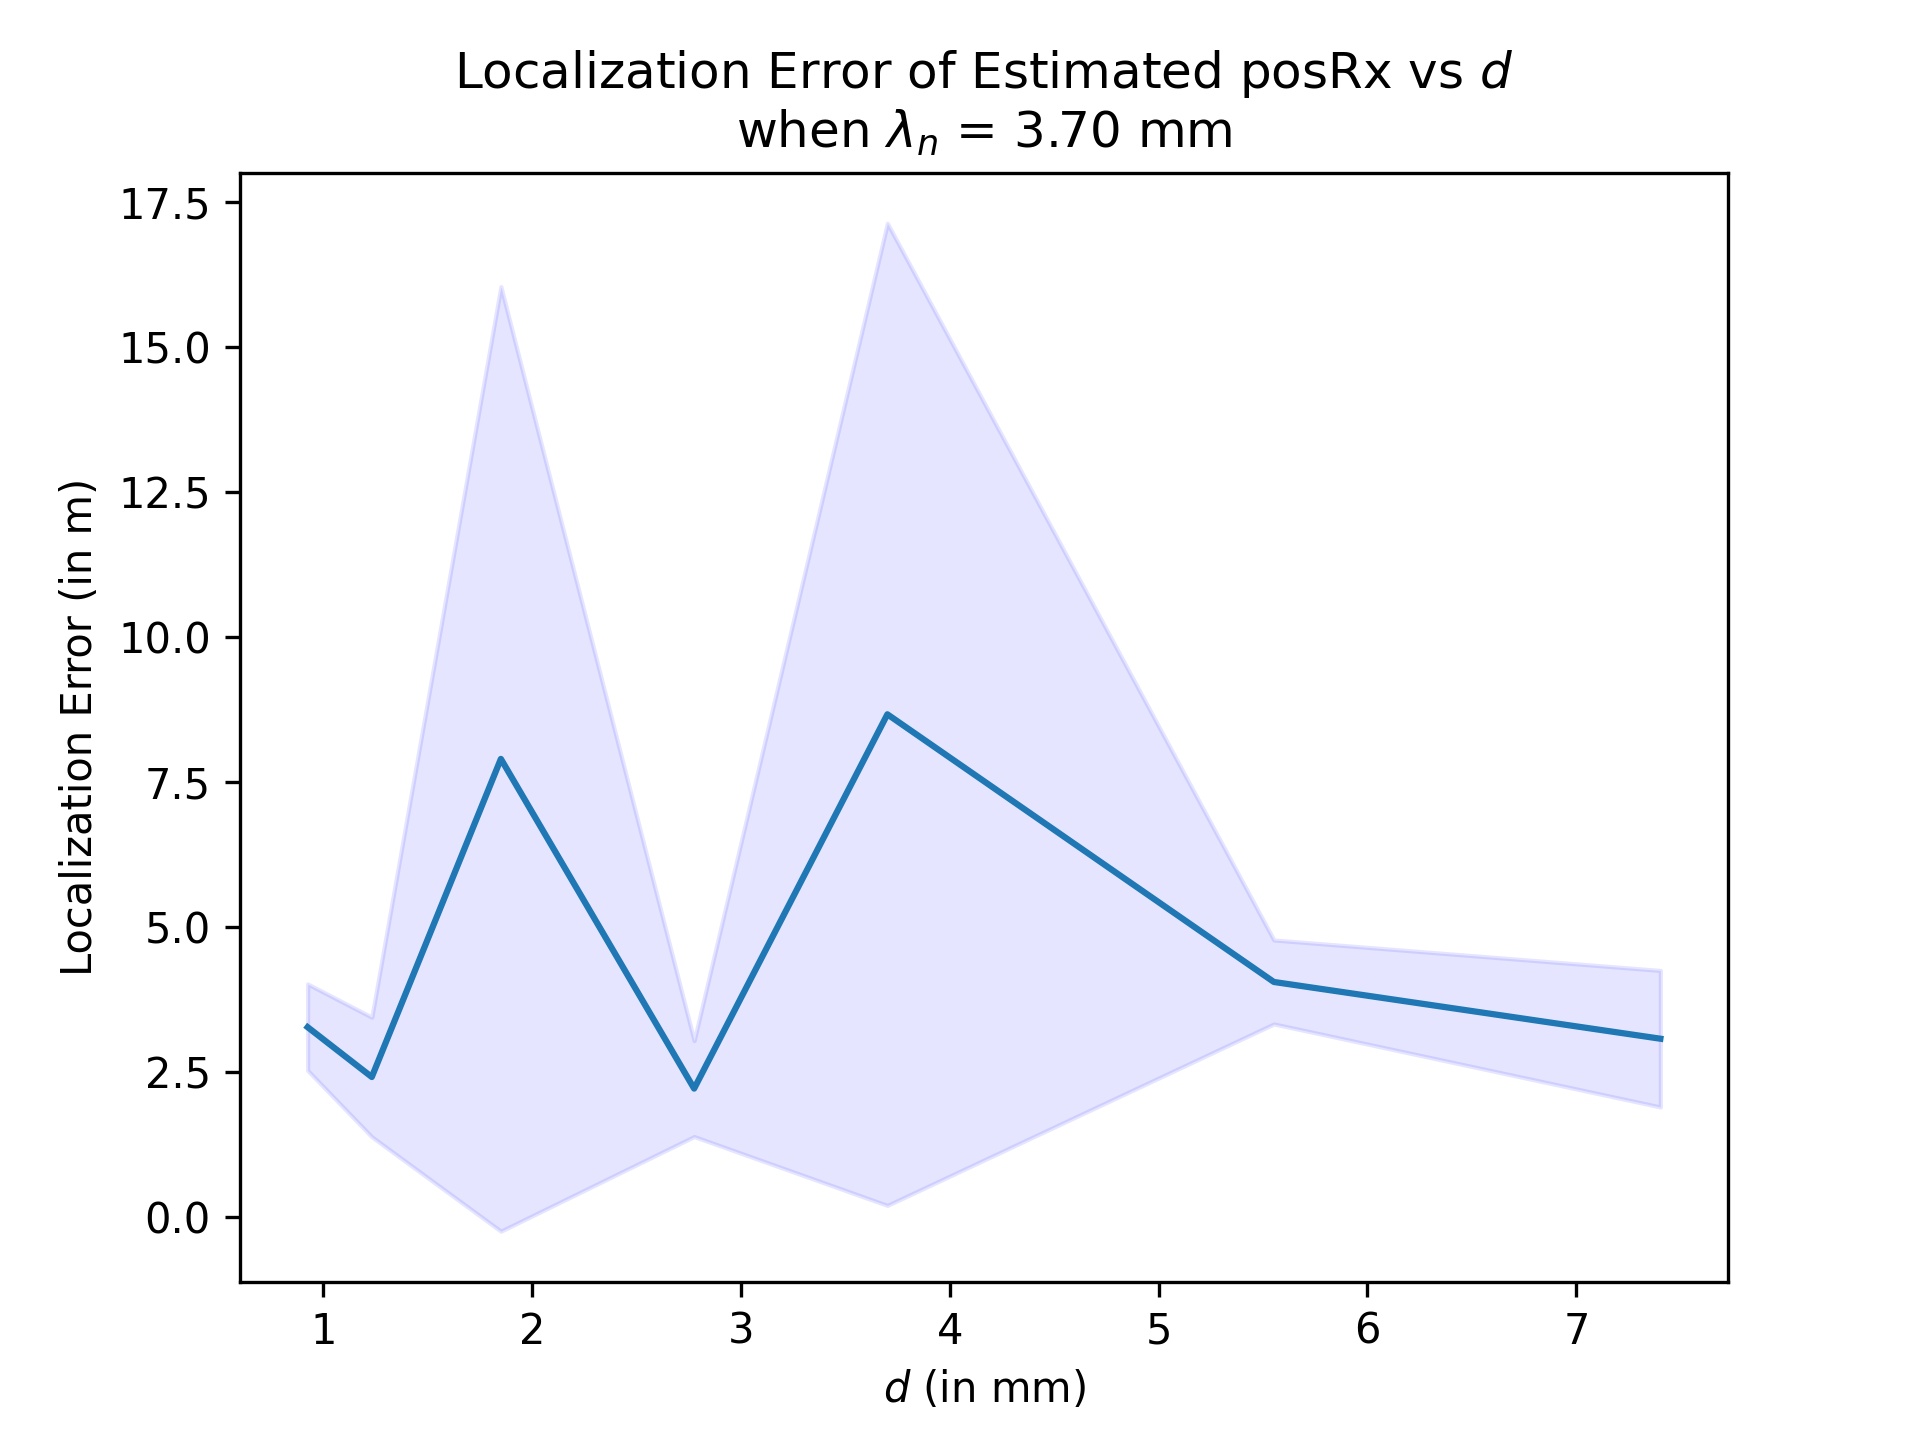 Localization Error of Estimated posRx vs d
when λn = 3.70 mm
17.5
15.0
12.5
10.0
7.5
5.0
2.5
0.0
Localization Error (in m)
1 2 3 4 5 6 7
d (in mm)